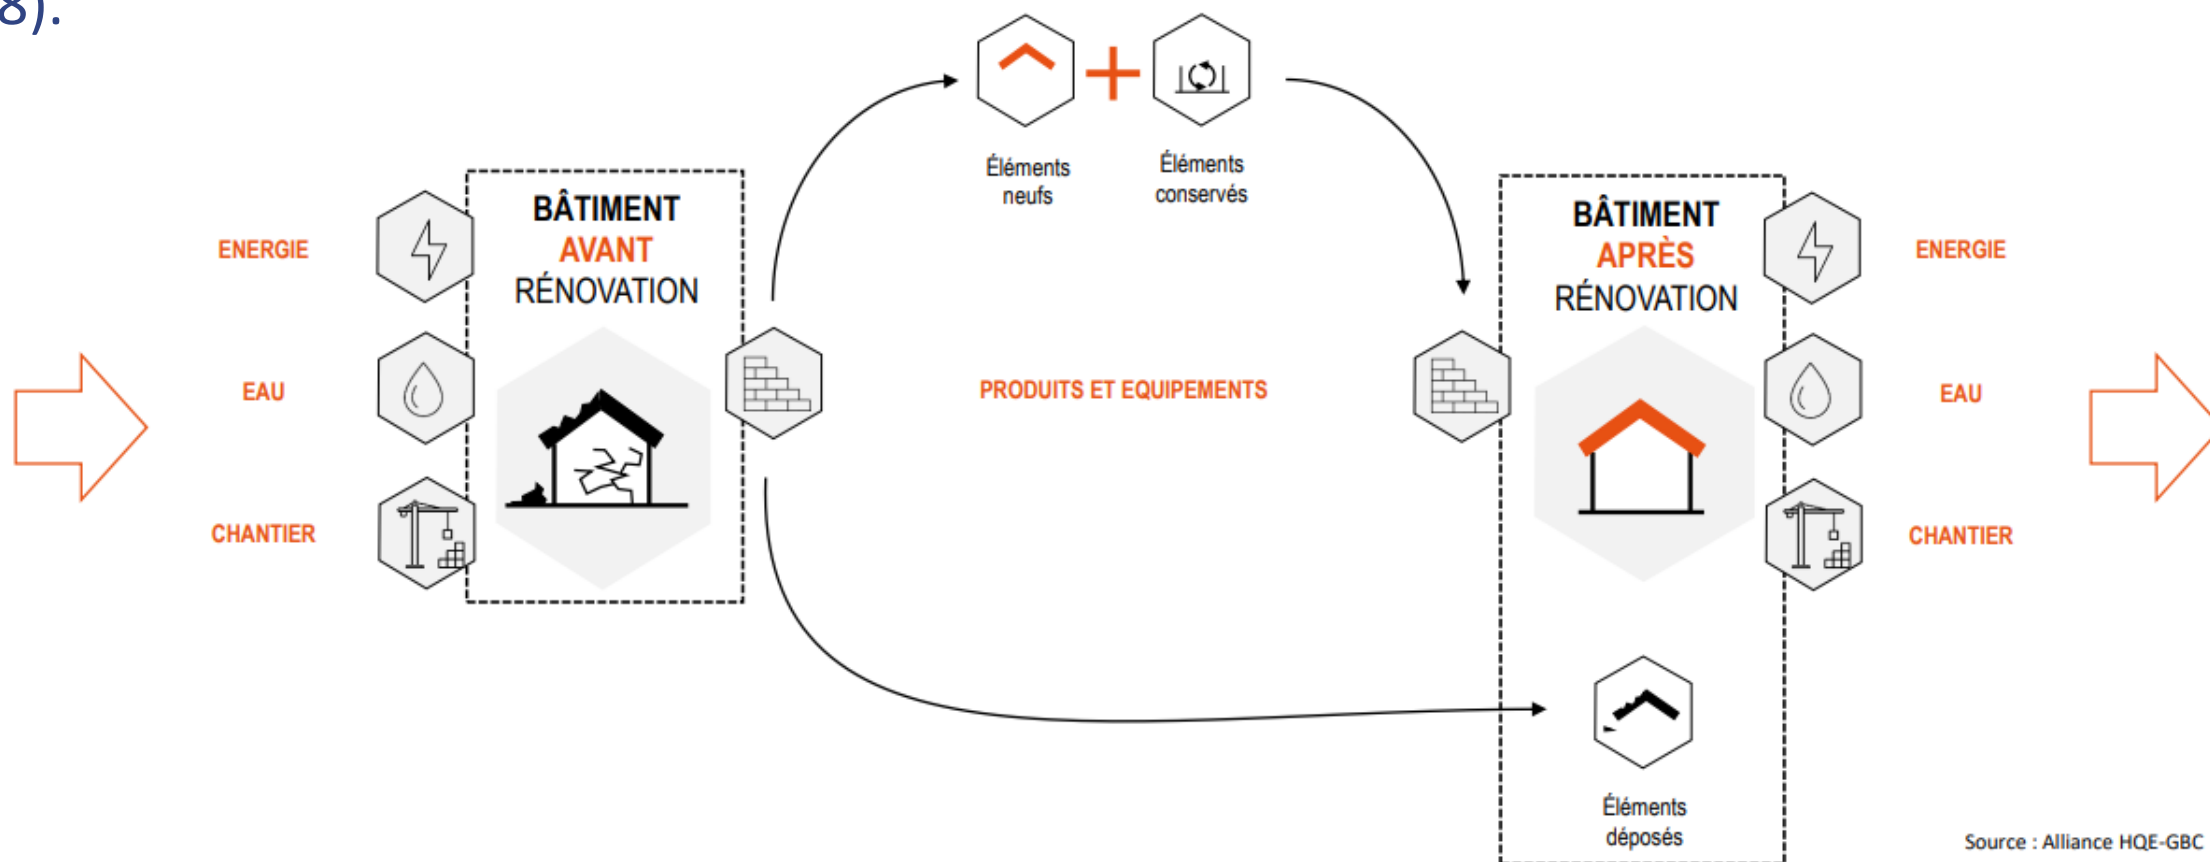 8).
Éléments
neufs
Éléments
conservés
BÂTIMENT
AVANT
RÉNOVATION
ENERGIE
EAU
CHANTIER
PRODUITS ET EQUIPEMENTS
BÂTIMENT
APRÈS
RÉNOVATION
ENERGIE
EAU
CHANTIER
Éléments
déposés
Source : Alliance HQE-GBC